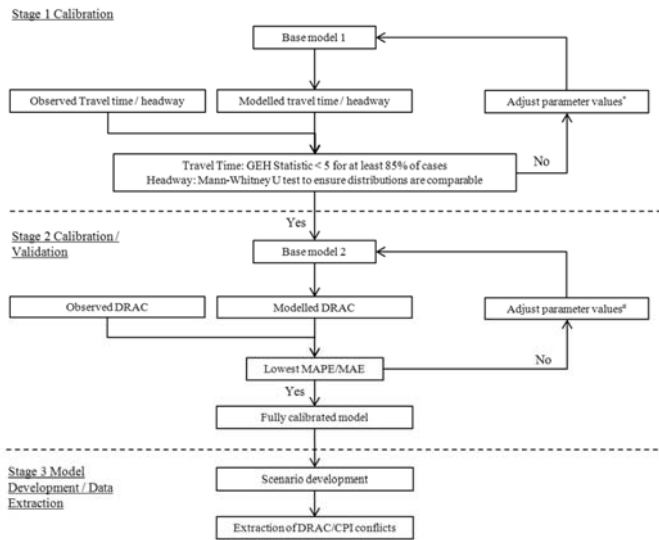 Stage 1 Calibration
Base model 1
Observed Travel time / headway
Modelled travel time / headway
Adjust parameter values*
Travel Time: GEH Statistic < 5 for at least 85% of cases
Headway: Mann-Whitney U test to ensure distributions are comparable
No
Yes
Stage 2 Calibration /
Validation
Base model 2
Observed DRAC
Modelled DRAC
Adjust parameter values#
Lowest MAPE/MAE
No
Yes
Fully calibrated model
Stage 3 Model
Development / Data
Extraction
Scenario development
Extraction of DRAC/CPI conflicts